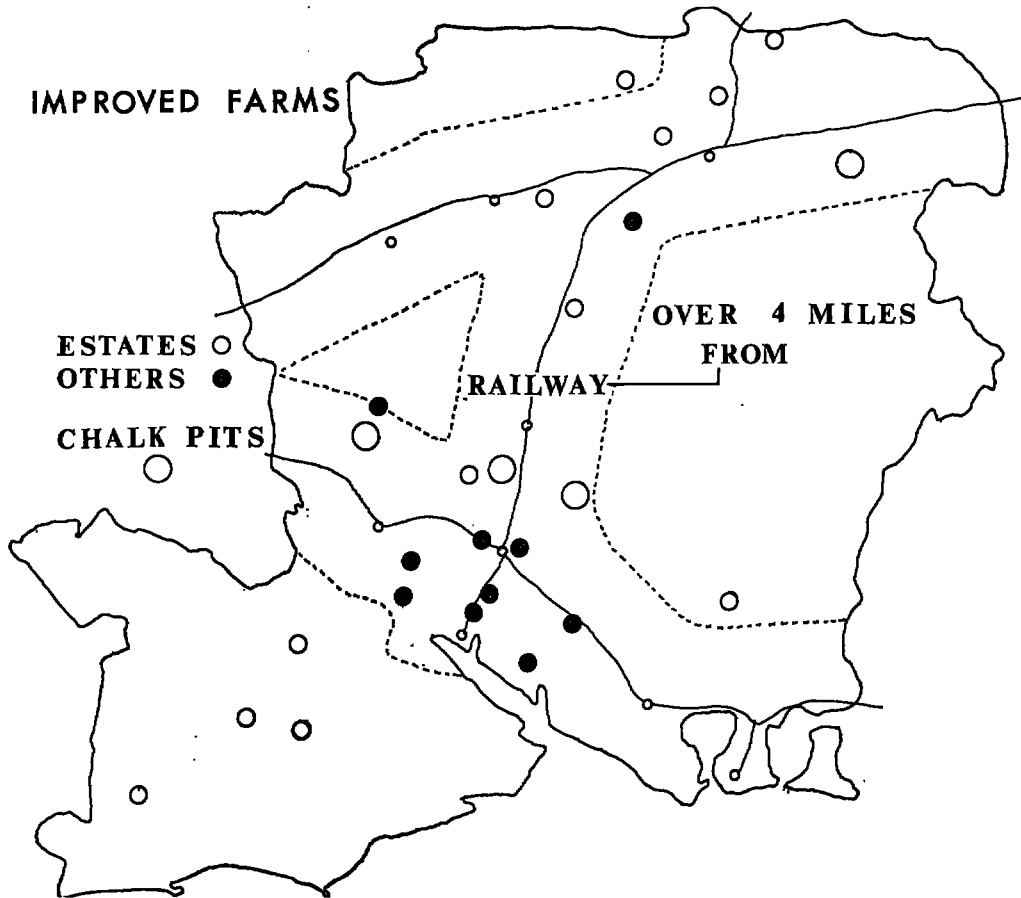 IMPROVED FARMS
ESTATES
OTHERS
CHALK PITS
OVER 4 MILES
FROM
RAILWAY